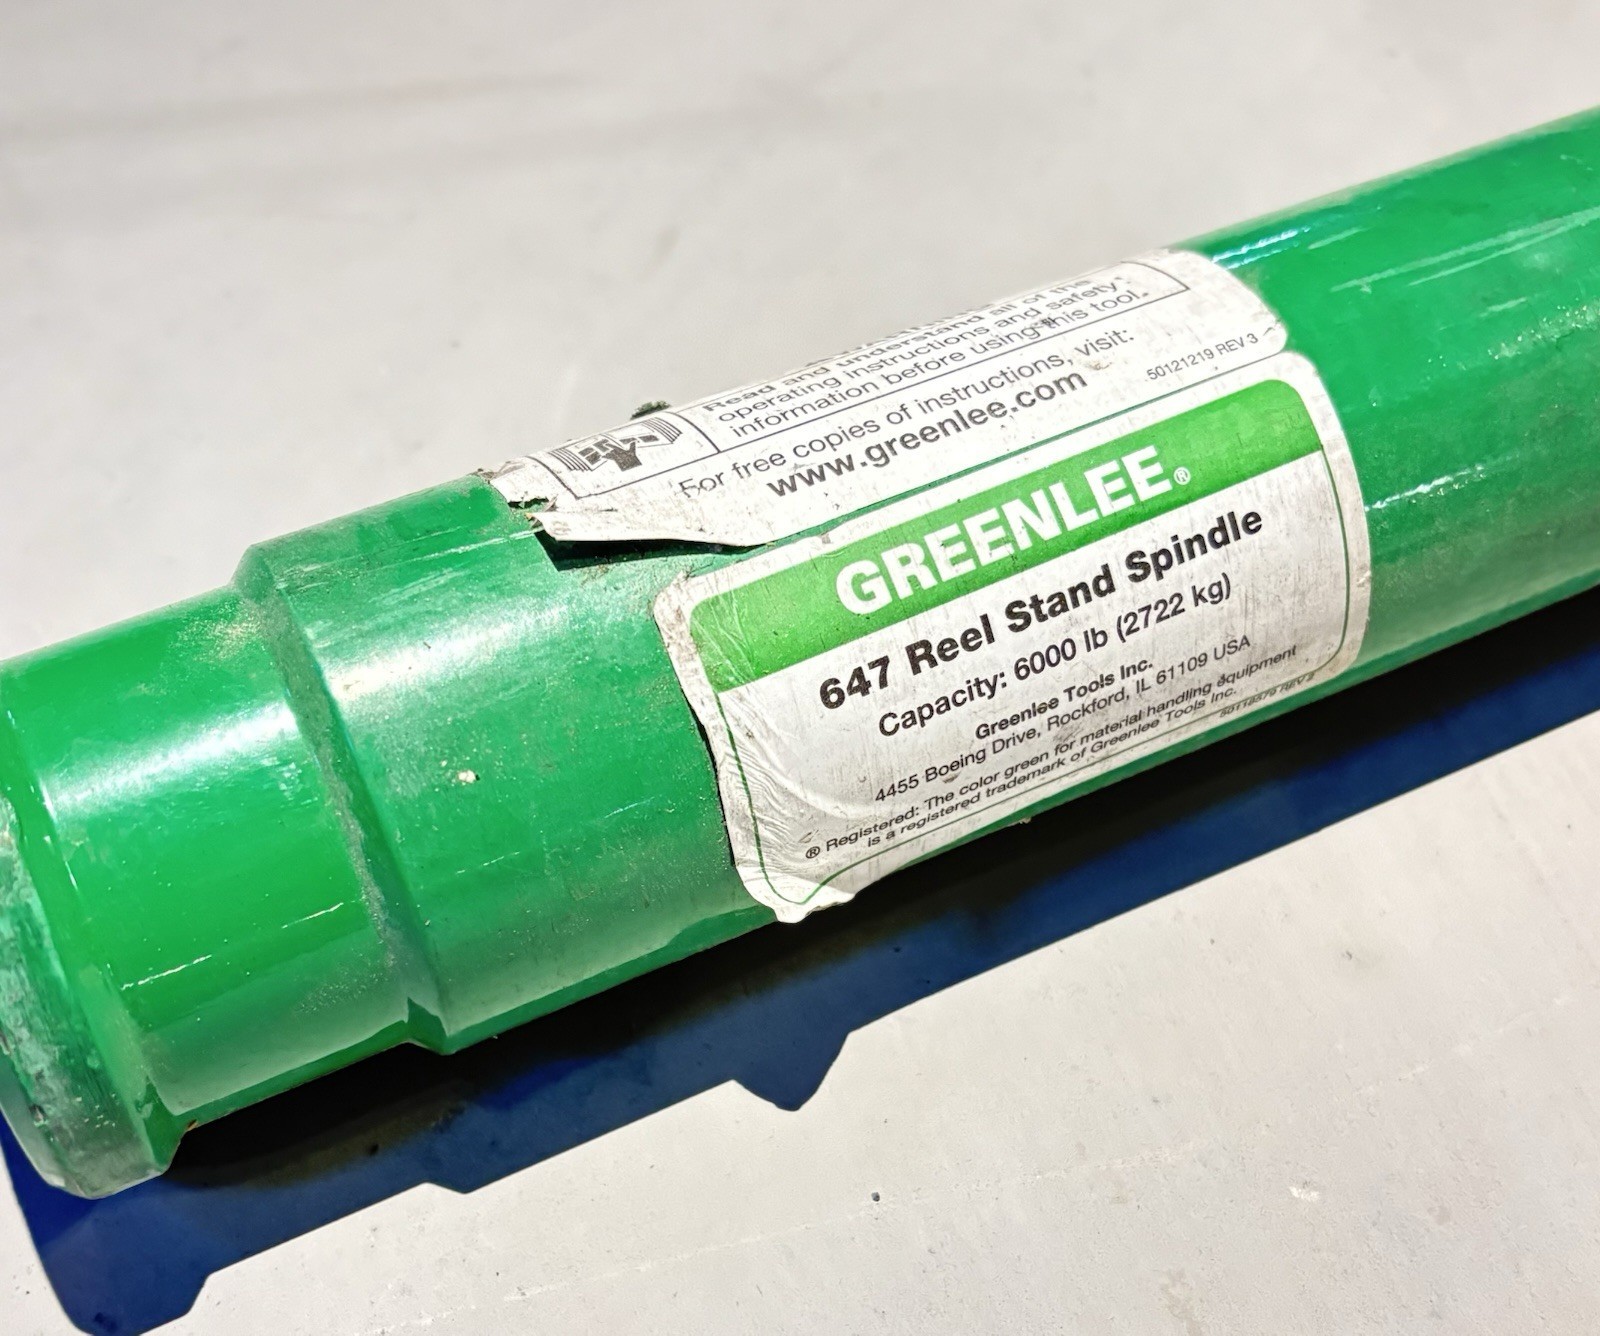 Read and understand all of the
operating instructions and safety
information before using this tool.
For free copies of instructions, visit:
www.greenlee.com
50121219 REV 3
GREENLEE®
647 Reel Stand Spindle
Capacity: 6000 lb (2722 kg)
Greenlee Tools Inc.
4455 Boeing Drive, Rockford, IL 61109 USA
® Registered: The color green for material handling equipment
is a registered trademark of Greenlee Tools Inc.